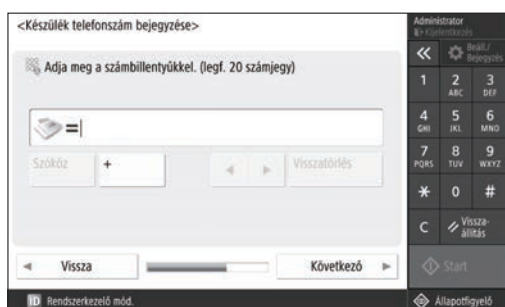 <Készülék telefonszám bejegyzése>
Adja meg a számbillentyűkkel. (legf. 20 számjegy)
=
Szóköz
+
Visszatörlés
Vissza
Következő
ID Rendszerkezelő mód.
Administrator
Kijelentkezés
Beáll./
Bejegyzés
1
2
ABC
3
DEF
4
GHI
5
JKL
6
MNO
7
PQRS
8
TUV
9
WXYZ
*
0
#
C
Vissza-
állítás
Start
Állapotfigyelő